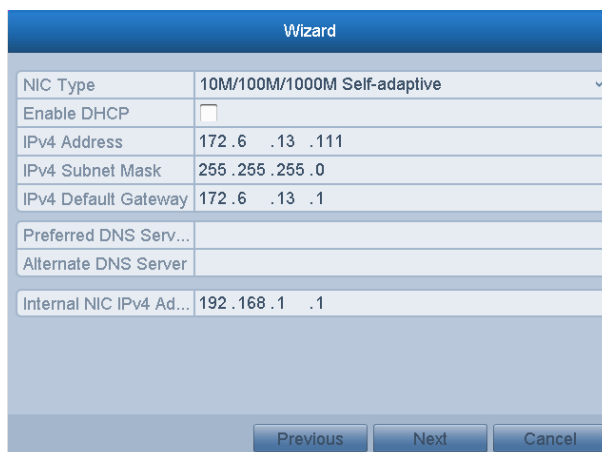 Wizard
NIC Type 10M/100M/1000M Self-adaptive
Enable DHCP
IPv4 Address 172 .6 .13 .111
IPv4 Subnet Mask 255 .255 .255 .0
IPv4 Default Gateway 172 .6 .13 .1
Preferred DNS Serv...
Alternate DNS Server
Internal NIC IPv4 Ad... 192 .168 .1 .1
Previous Next Cancel